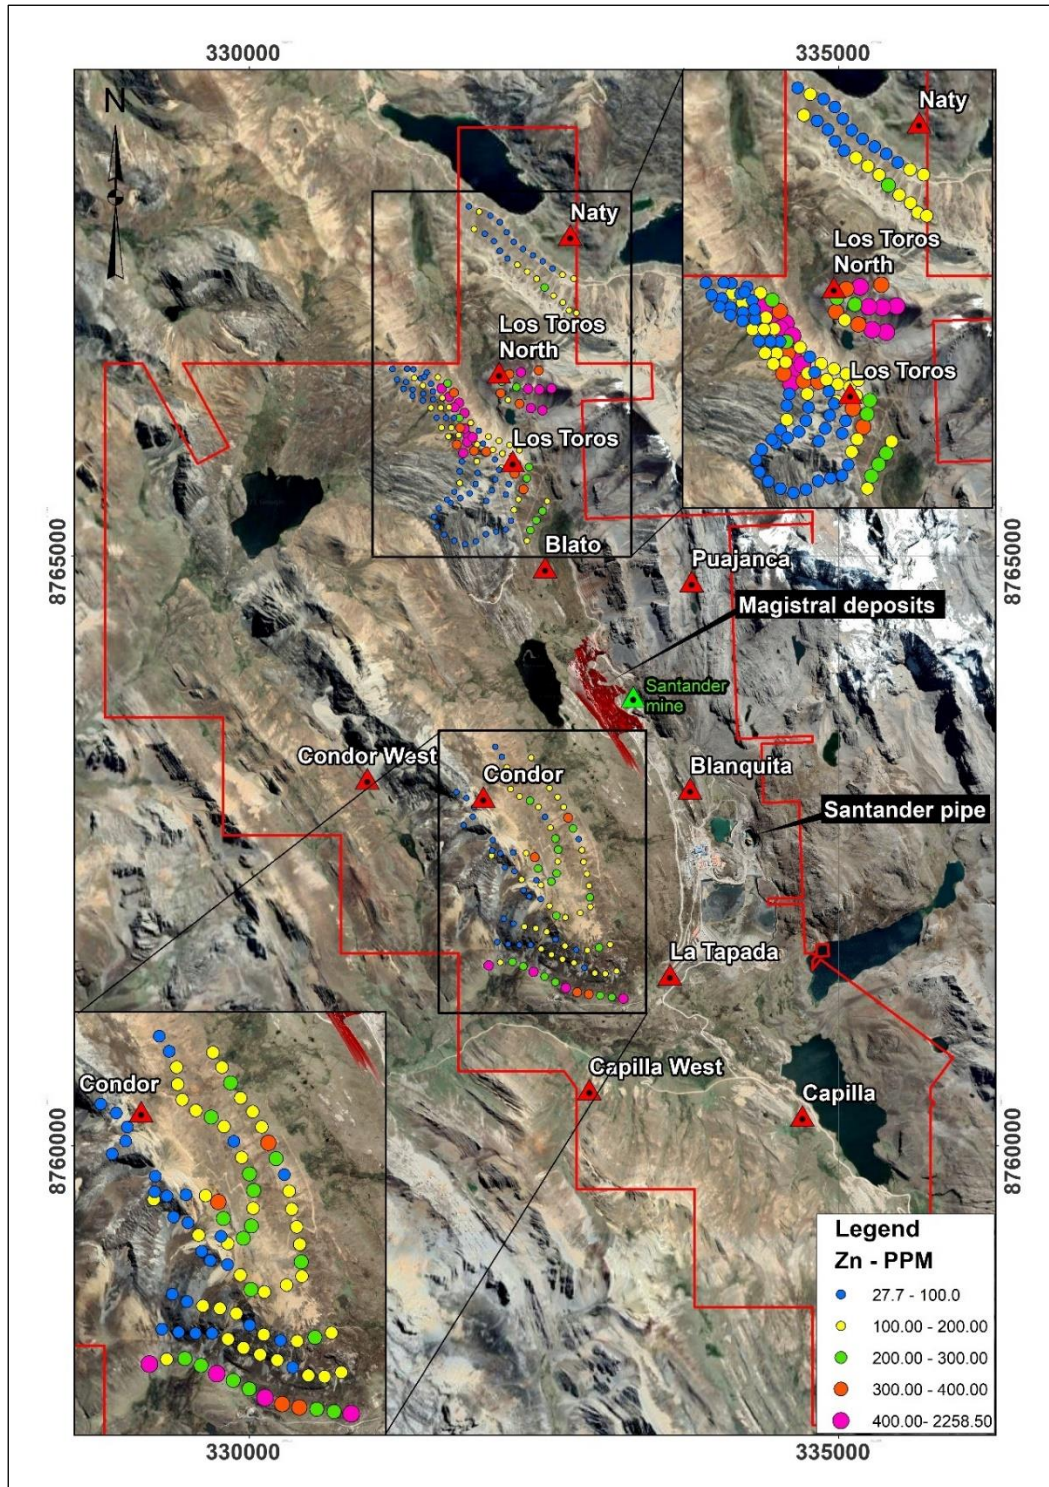 330000
335000
N
Naty
Los Toros
North
Los Toros
Naty
Los Toros
North
Los Toros
8765000
8765000
Blato
Puajanca
Magistral deposits
Santander
mine
Condor West
Condor
Blanquita
Santander pipe
La Tapada
Capilla West
Capilla
Condor
8760000
8760000
Legend
Zn - PPM
27.7 - 100.0
100.00 - 200.00
200.00 - 300.00
300.00 - 400.00
400.00- 2258.50
330000
335000